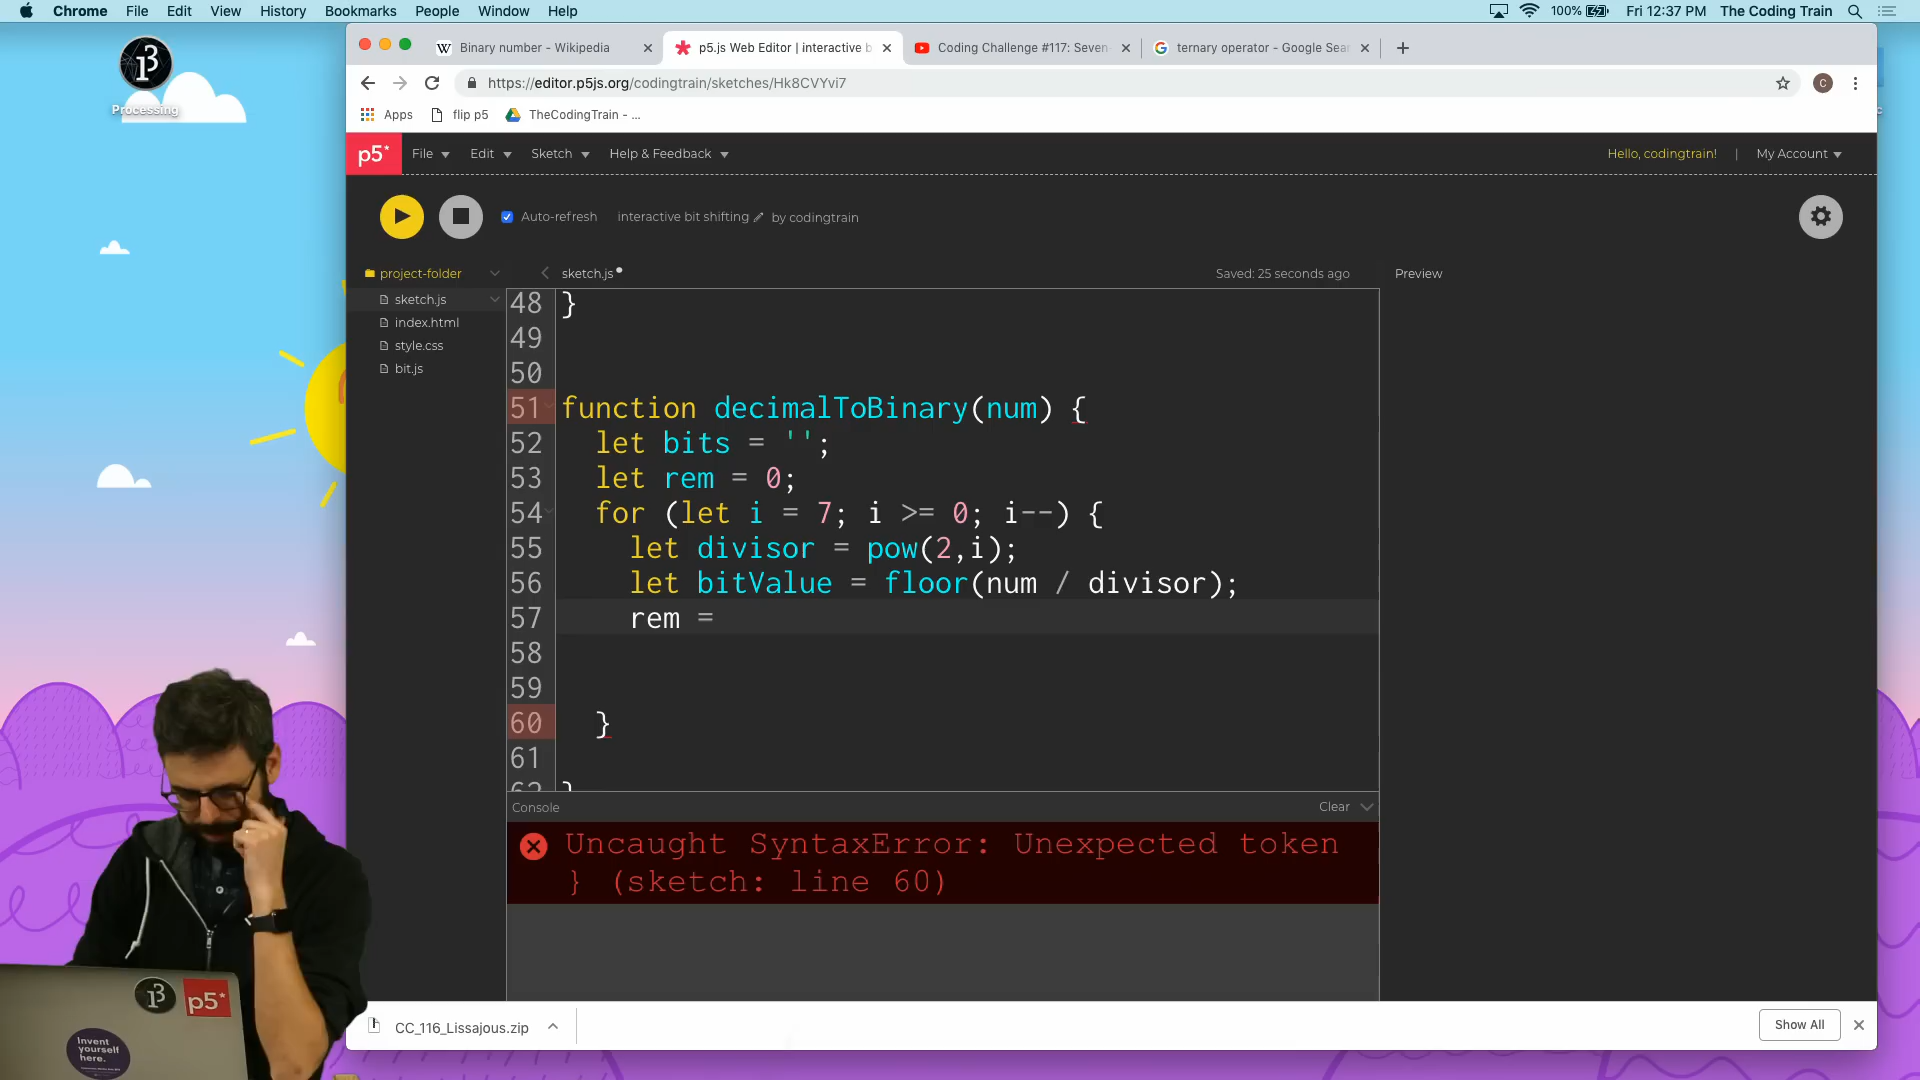 Chrome File Edit View History Bookmarks People Window Help 100% Fri 12:37 PM The Coding Train
Processing
Binary number - Wikipedia
p5.js Web Editor | interactive b
Coding Challenge #117: Seven-
ternary operator - Google Sea
https://editor.p5js.org/codingtrain/sketches/Hk8CVYvi7
C
Apps flip p5 TheCodingTrain - ...
p5* File Edit Sketch Help & Feedback Hello, codingtrain! | My Account
Auto-refresh interactive bit shifting by codingtrain
project-folder
sketch.js
index.html
style.css
bit.js
sketch.js Saved: 25 seconds ago Preview
48 }
49
50
51 function decimalToBinary(num) {
52 let bits = '';
53 let rem = 0;
54 for (let i = 7; i >= 0; i--) {
55 let divisor = pow(2,i);
56 let bitValue = floor(num / divisor);
57 rem =
58
59
60 }
61
62 }
Console Clear
Uncaught SyntaxError: Unexpected token
} (sketch: line 60)
p5*
Invent
yourself
here.
CC_116_Lissajous.zip Show All